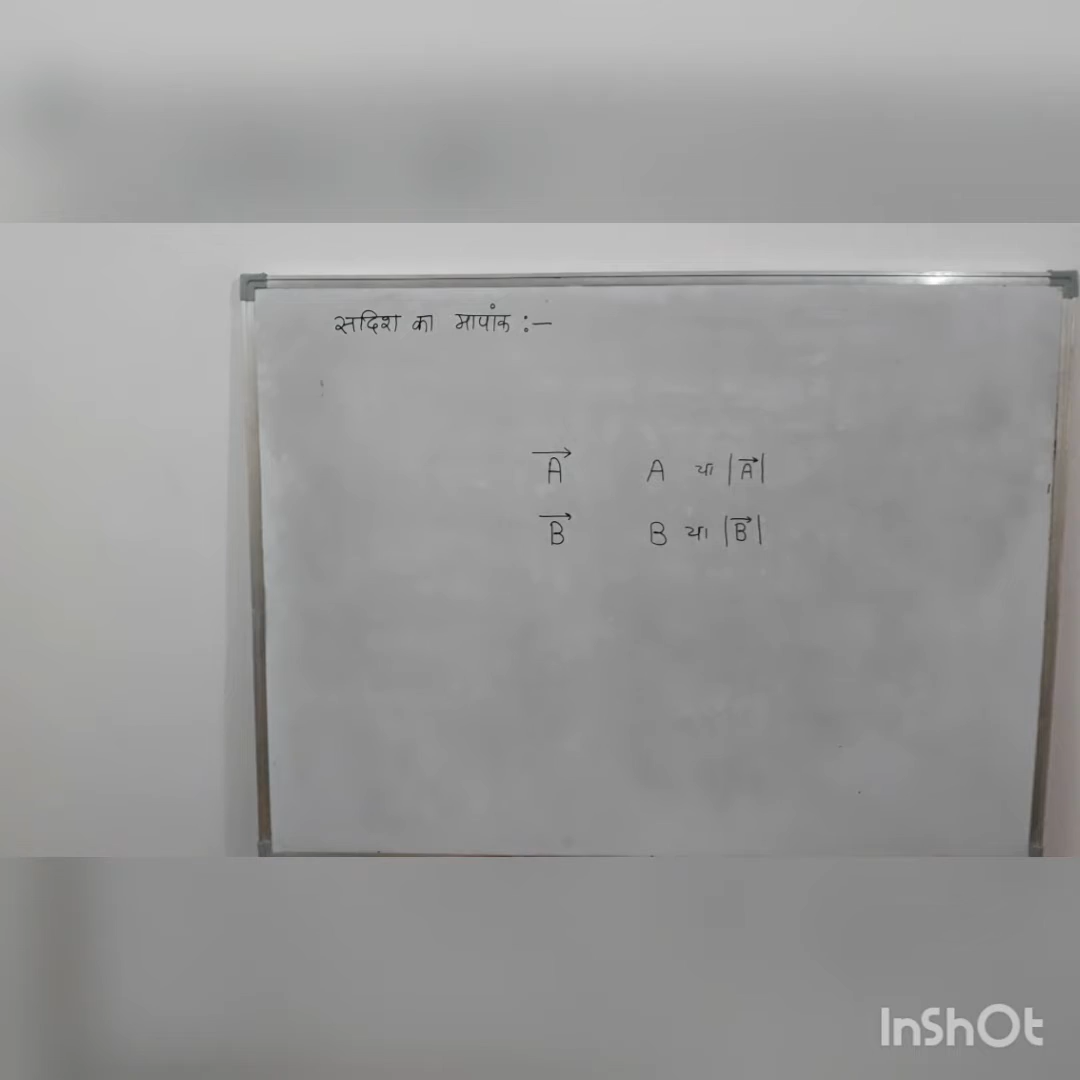 सदिश का मापांक :—
A⃗ A या |A⃗|
B⃗ B या |B⃗|
InShOt